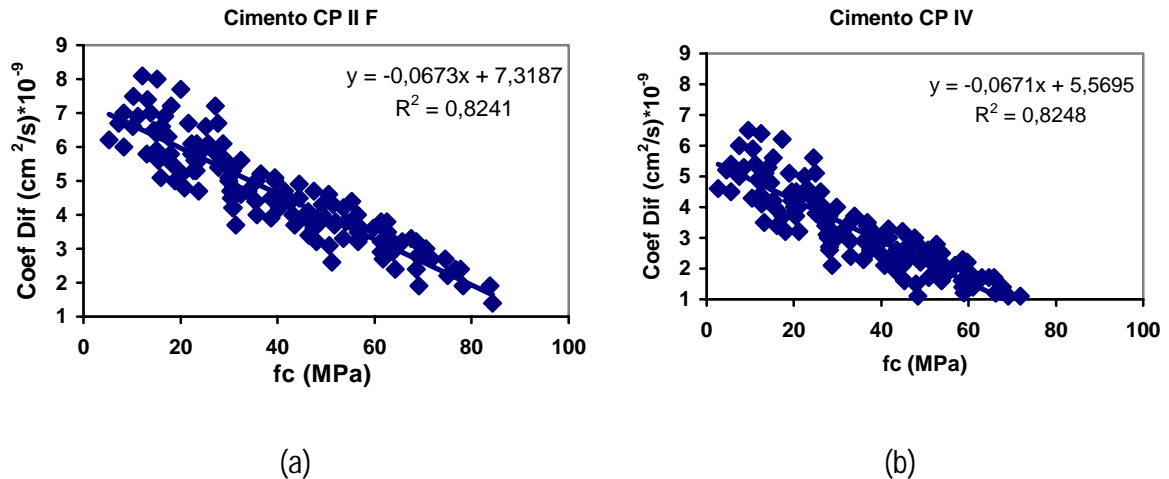 Cimento CP II F
9
8
7
6
5
4
3
2
1
0 20 40 60 80 100
Coef Dif (cm²/s)*10⁻⁹
fc (MPa)
y = -0,0673x + 7,3187
R² = 0,8241
(a)
Cimento CP IV
9
8
7
6
5
4
3
2
1
0 20 40 60 80 100
Coef Dif (cm²/s)*10⁻⁹
fc (MPa)
y = -0,0671x + 5,5695
R² = 0,8248
(b)